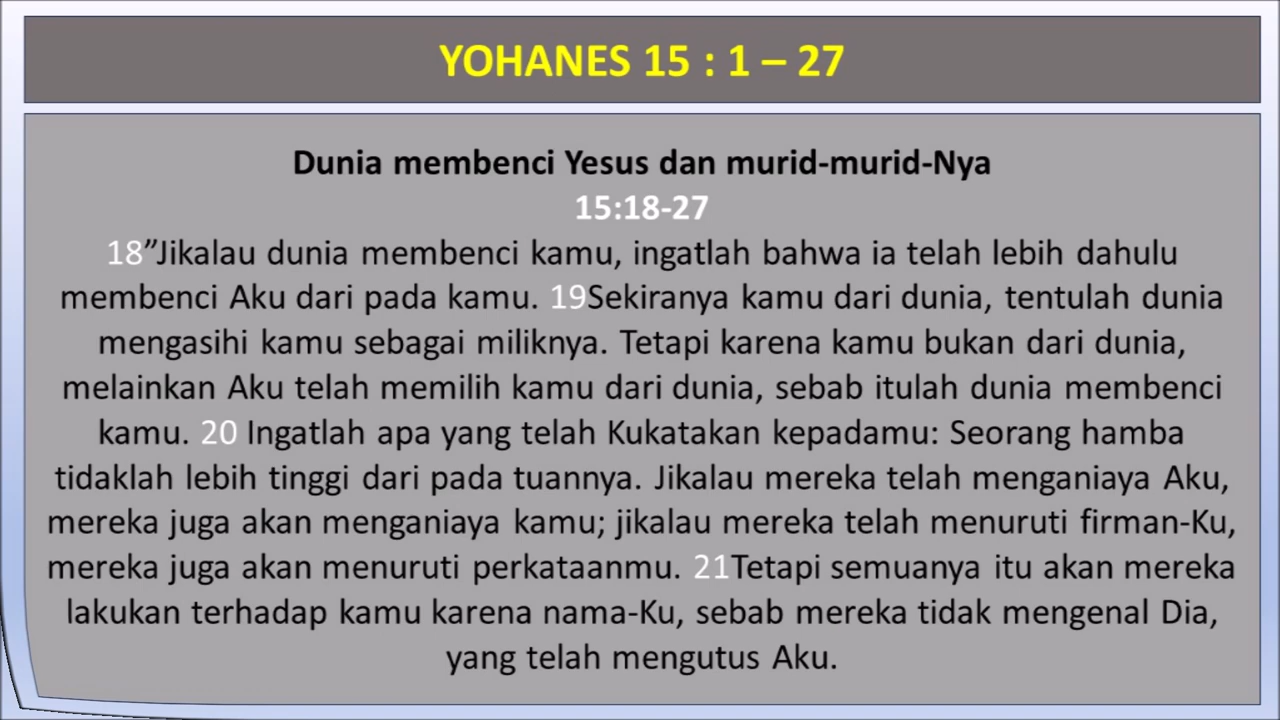 YOHANES 15 : 1 – 27
Dunia membenci Yesus dan murid-murid-Nya
15:18-27
18”Jikalau dunia membenci kamu, ingatlah bahwa ia telah lebih dahulu
membenci Aku dari pada kamu. 19Sekiranya kamu dari dunia, tentulah dunia
mengasihi kamu sebagai miliknya. Tetapi karena kamu bukan dari dunia,
melainkan Aku telah memilih kamu dari dunia, sebab itulah dunia membenci
kamu. 20 Ingatlah apa yang telah Kukatakan kepadamu: Seorang hamba
tidaklah lebih tinggi dari pada tuannya. Jikalau mereka telah menganiaya Aku,
mereka juga akan menganiaya kamu; jikalau mereka telah menuruti firman-Ku,
mereka juga akan menuruti perkataanmu. 21Tetapi semuanya itu akan mereka
lakukan terhadap kamu karena nama-Ku, sebab mereka tidak mengenal Dia,
yang telah mengutus Aku.